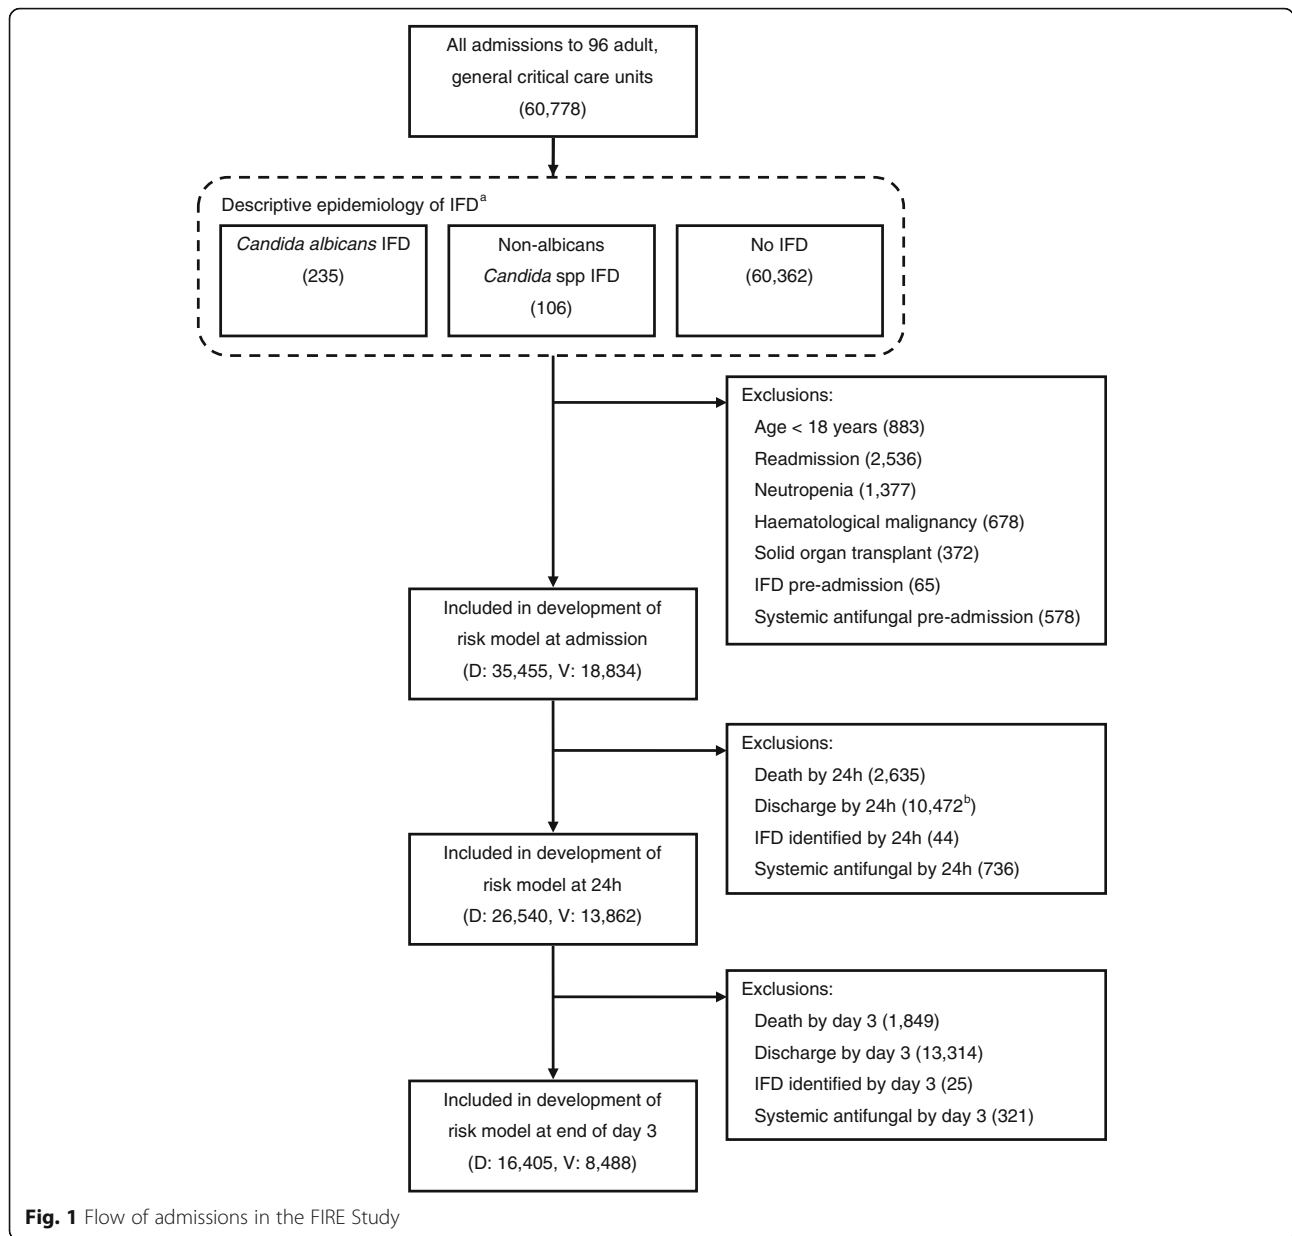 All admissions to 96 adult,
general critical care units
(60,778)
Descriptive epidemiology of IFDᵃ
Candida albicans IFD
(235)
Non-albicans
Candida spp IFD
(106)
No IFD
(60,362)
Exclusions:
Age < 18 years (883)
Readmission (2,536)
Neutropenia (1,377)
Haematological malignancy (678)
Solid organ transplant (372)
IFD pre-admission (65)
Systemic antifungal pre-admission (578)
Included in development of
risk model at admission
(D: 35,455, V: 18,834)
Exclusions:
Death by 24h (2,635)
Discharge by 24h (10,472ᵇ)
IFD identified by 24h (44)
Systemic antifungal by 24h (736)
Included in development of
risk model at 24h
(D: 26,540, V: 13,862)
Exclusions:
Death by day 3 (1,849)
Discharge by day 3 (13,314)
IFD identified by day 3 (25)
Systemic antifungal by day 3 (321)
Included in development of
risk model at end of day 3
(D: 16,405, V: 8,488)
Fig. 1 Flow of admissions in the FIRE Study